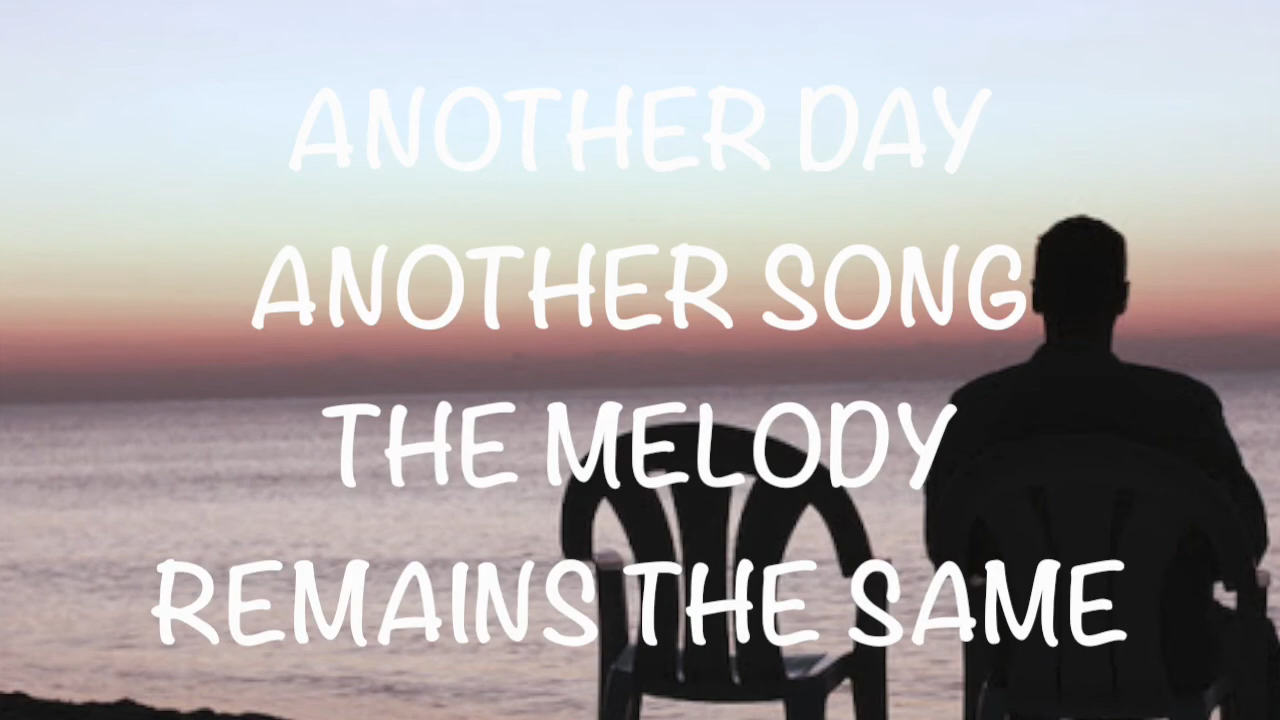 ANOTHER DAY
ANOTHER SONG
THE MELODY
REMAINS THE SAME